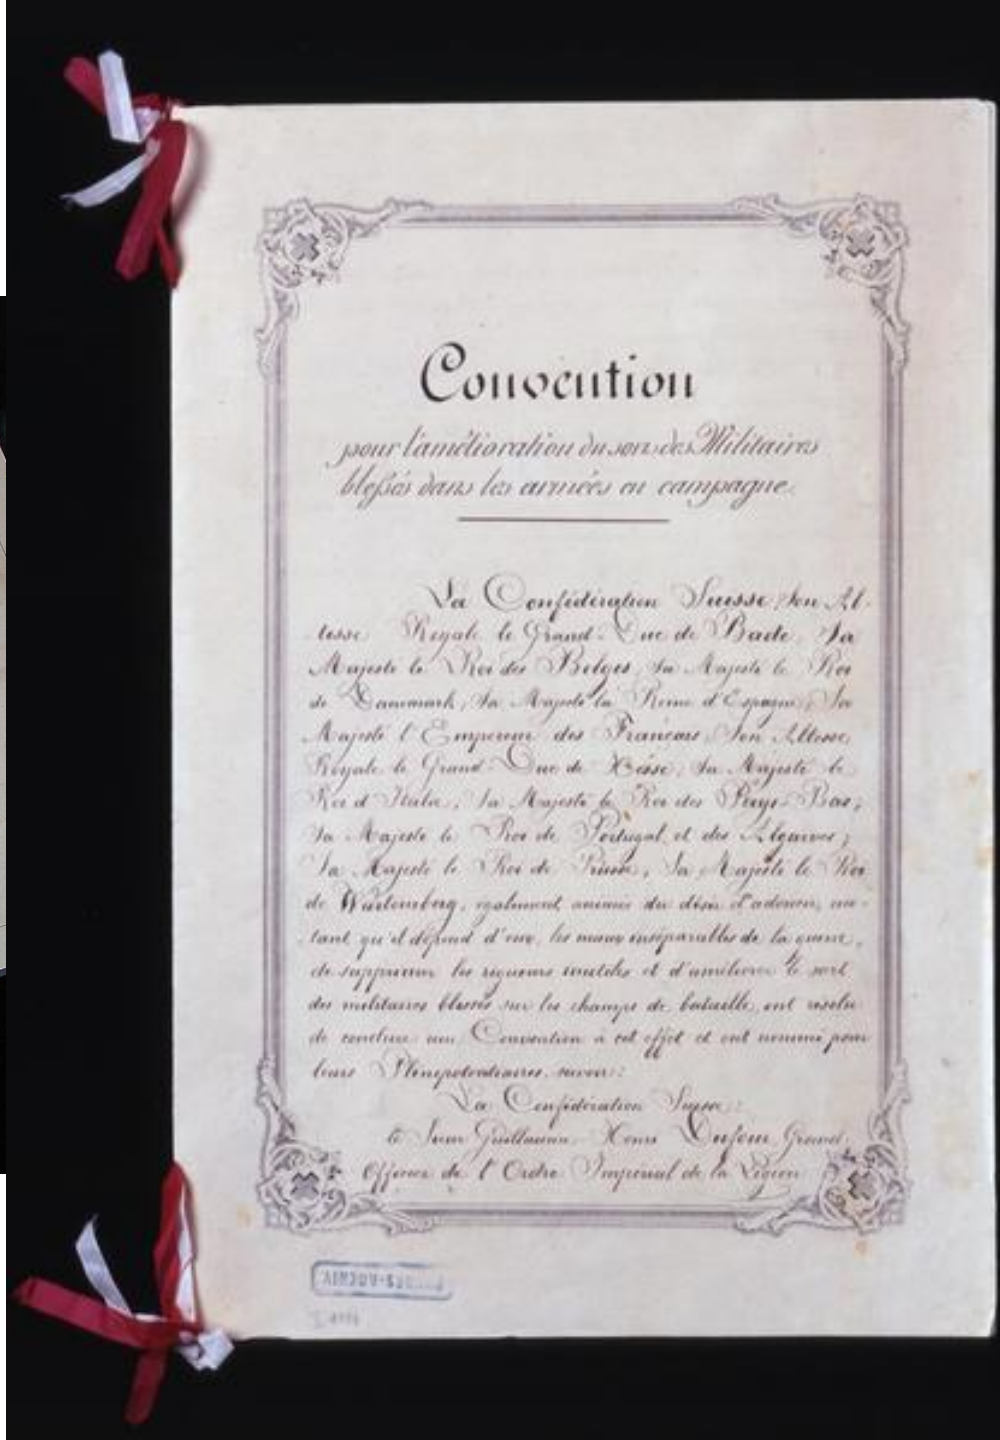 Convention
pour l'amélioration du sort des Militaires
blessés dans les armées en campagne.
La Confédération Suisse, Son Al-
tesse Royale le Grand-Duc de Bade, Sa
Majesté le Roi des Belges, Sa Majesté le Roi
de Danemark, Sa Majesté la Reine d'Espagne, Sa
Majesté l'Empereur des Français, Son Altesse
Royale le Grand-Duc de Hesse, Sa Majesté le
Roi d'Italie, Sa Majesté le Roi des Pays-Bas,
Sa Majesté le Roi de Portugal et des Algarves,
Sa Majesté le Roi de Prusse, Sa Majesté le Roi
de Würtemberg, également animés du désir d'adoucir, au-
tant qu'il dépend d'eux, les maux inséparables de la guerre,
de supprimer les rigueurs inutiles et d'améliorer le sort
des militaires blessés sur les champs de bataille, ont résolu
de conclure une Convention à cet effet et ont nommé pour
leurs Plénipotentiaires, savoir:
La Confédération Suisse:
le Sieur Guillaume Henri Dufour, Grand
Officier de l'Ordre Impérial de la Légion